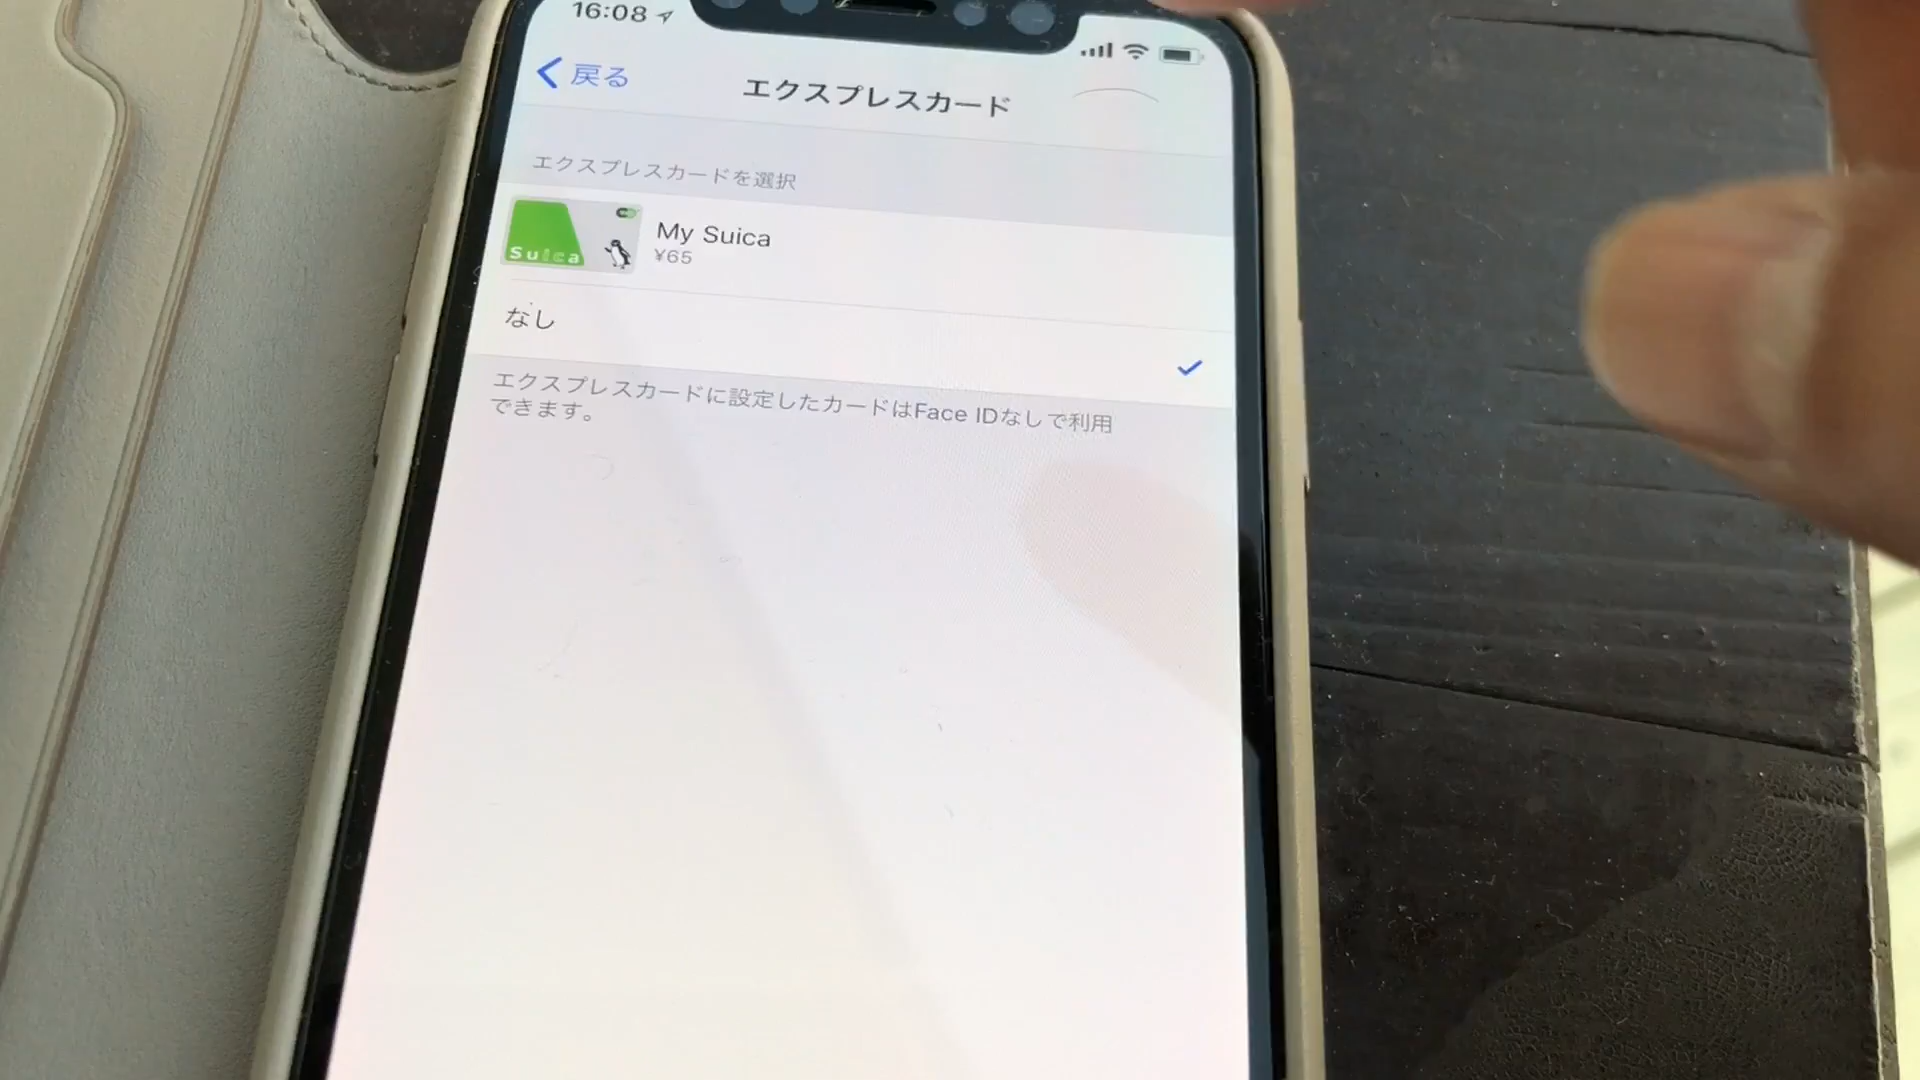 16:08
戻る
エクスプレスカード
エクスプレスカードを選択
Suica
My Suica
¥65
なし
エクスプレスカードに設定したカードはFace IDなしで利用
できます。